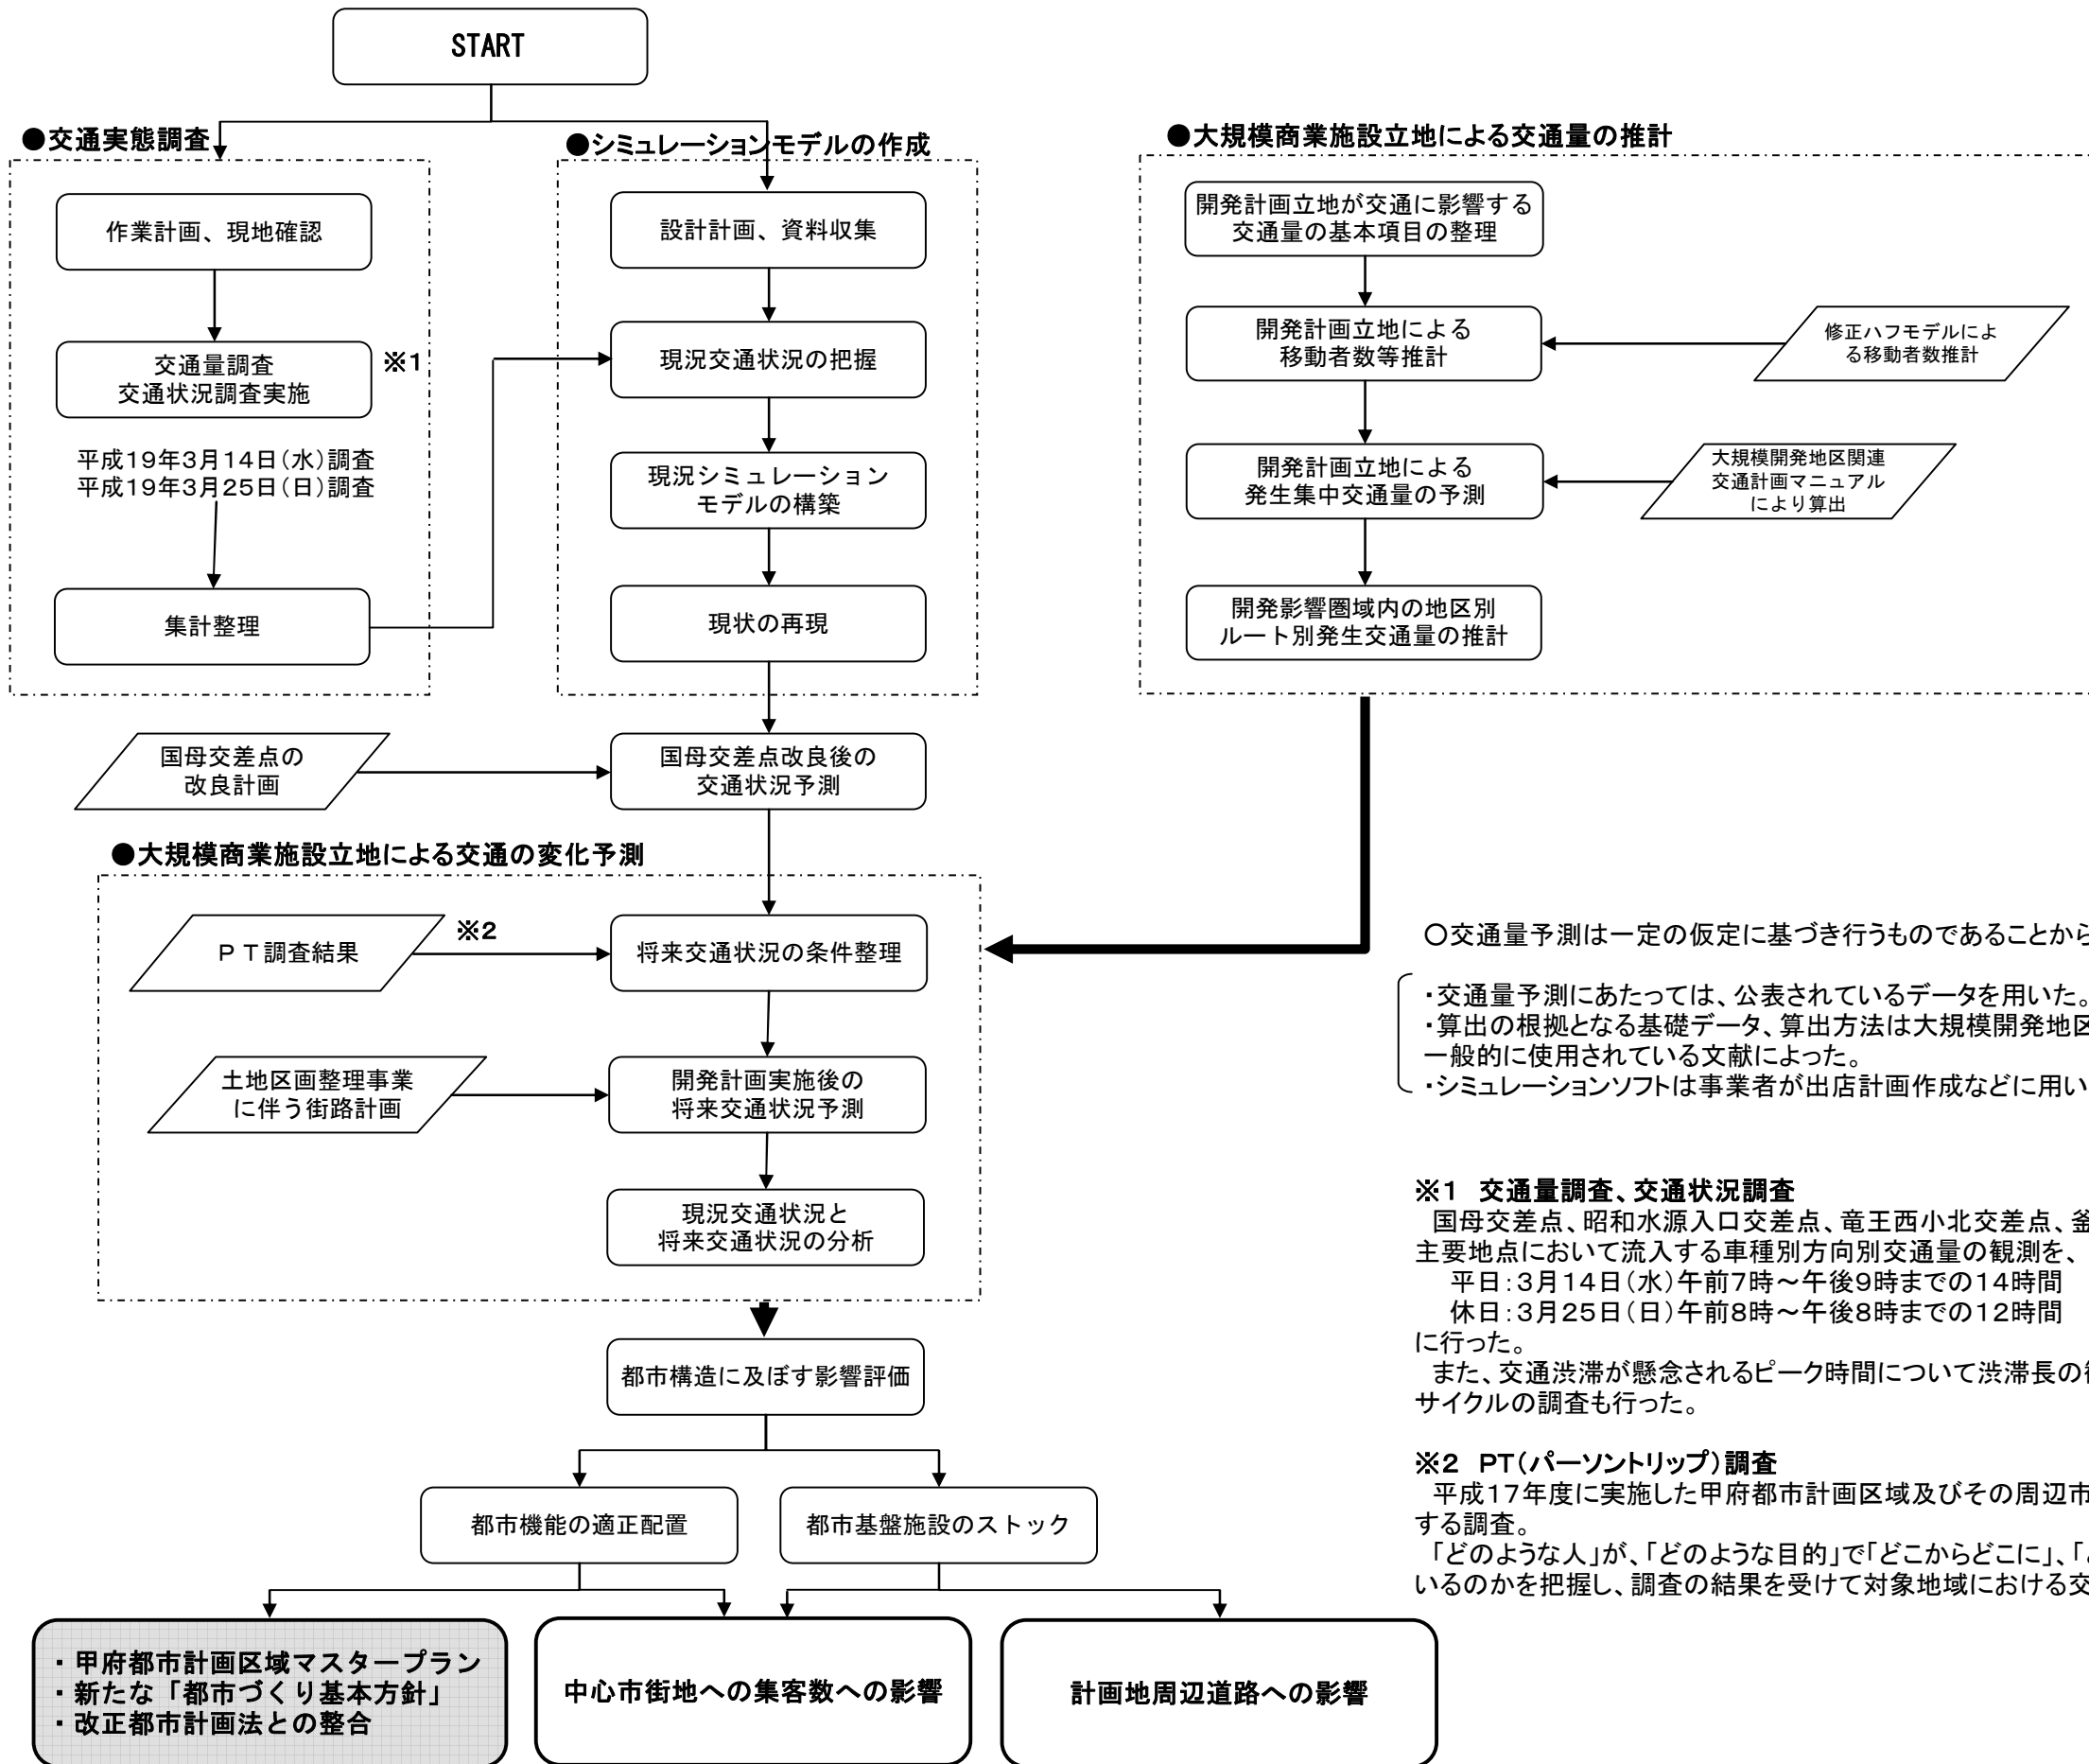 START
●交通実態調査
作業計画、現地確認
交通量調査
交通状況調査実施
※1
平成19年3月14日(水)調査
平成19年3月25日(日)調査
集計整理
●シミュレーションモデルの作成
設計計画、資料収集
現況交通状況の把握
現況シミュレーション
モデルの構築
現状の再現
●大規模商業施設立地による交通量の推計
開発計画立地が交通に影響する
交通量の基本項目の整理
開発計画立地による
移動者数等推計
修正ハフモデルによ
る移動者数推計
開発計画立地による
発生集中交通量の予測
大規模開発地区関連
交通計画マニュアル
により算出
開発影響圏域内の地区別
ルート別発生交通量の推計
国母交差点の
改良計画
国母交差点改良後の
交通状況予測
●大規模商業施設立地による交通の変化予測
PT調査結果
※2
将来交通状況の条件整理
土地区画整理事業
に伴う街路計画
開発計画実施後の
将来交通状況予測
現況交通状況と
将来交通状況の分析
都市構造に及ぼす影響評価
都市機能の適正配置
都市基盤施設のストック
・甲府都市計画区域マスタープラン
・新たな「都市づくり基本方針」
・改正都市計画法との整合
中心市街地への集客数への影響
計画地周辺道路への影響
○交通量予測は一定の仮定に基づき行うものであることから
・交通量予測にあたっては、公表されているデータを用いた。
・算出の根拠となる基礎データ、算出方法は大規模開発地区
一般的に使用されている文献によった。
・シミュレーションソフトは事業者が出店計画作成などに用い
※1 交通量調査、交通状況調査
国母交差点、昭和水源入口交差点、竜王西小北交差点、釜
主要地点において流入する車種別方向別交通量の観測を、
平日:3月14日(水)午前7時~午後9時までの14時間
休日:3月25日(日)午前8時~午後8時までの12時間
に行った。
また、交通渋滞が懸念されるピーク時間について渋滞長の
サイクルの調査も行った。
※2 PT(パーソントリップ)調査
平成17年度に実施した甲府都市計画区域及びその周辺市
する調査。
「どのような人」が、「どのような目的」で「どこからどこに」、「
いるのかを把握し、調査の結果を受けて対象地域における交